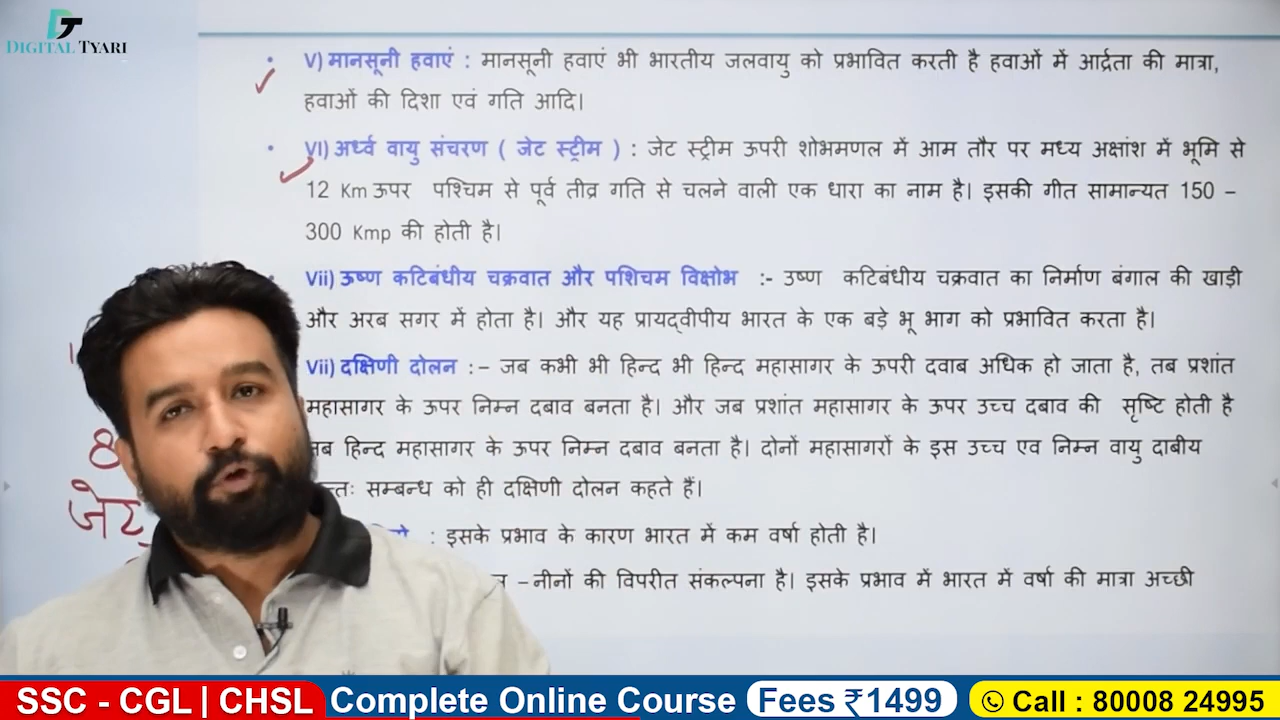 DT
DIGITAL TYARI
V) मानसूनी हवाएं : मानसूनी हवाएं भी भारतीय जलवायु को प्रभावित करती है हवाओं में आर्द्रता की मात्रा,
हवाओं की दिशा एवं गति आदि।
VI) अर्ध्व वायु संचरण ( जेट स्ट्रीम ) : जेट स्ट्रीम ऊपरी शोभमणल में आम तौर पर मध्य अक्षांश में भूमि से
12 Km ऊपर पश्चिम से पूर्व तीव्र गति से चलने वाली एक धारा का नाम है। इसकी गीत सामान्यत 150 –
300 Kmp की होती है।
Vii) ऊष्ण कटिबंधीय चक्रवात और पशिचम विक्षोभ :- उष्ण कटिबंधीय चक्रवात का निर्माण बंगाल की खाड़ी
और अरब सगर में होता है। और यह प्रायद्वीपीय भारत के एक बड़े भू भाग को प्रभावित करता है।
Vii) दक्षिणी दोलन :– जब कभी भी हिन्द भी हिन्द महासागर के ऊपरी दवाब अधिक हो जाता है, तब प्रशांत
महासागर के ऊपर निम्न दबाव बनता है। और जब प्रशांत महासागर के ऊपर उच्च दबाव की सृष्टि होती है
हिन्द महासागर के ऊपर निम्न दबाव बनता है। दोनों महासागरों के इस उच्च एव निम्न वायु दाबीय
सम्बन्ध को ही दक्षिणी दोलन कहते हैं।
: इसके प्रभाव के कारण भारत में कम वर्षा होती है।
– नीनों की विपरीत संकल्पना है। इसके प्रभाव में भारत में वर्षा की मात्रा अच्छी
8
जेट
SSC - CGL | CHSL Complete Online Course Fees ₹1499 Call : 80008 24995